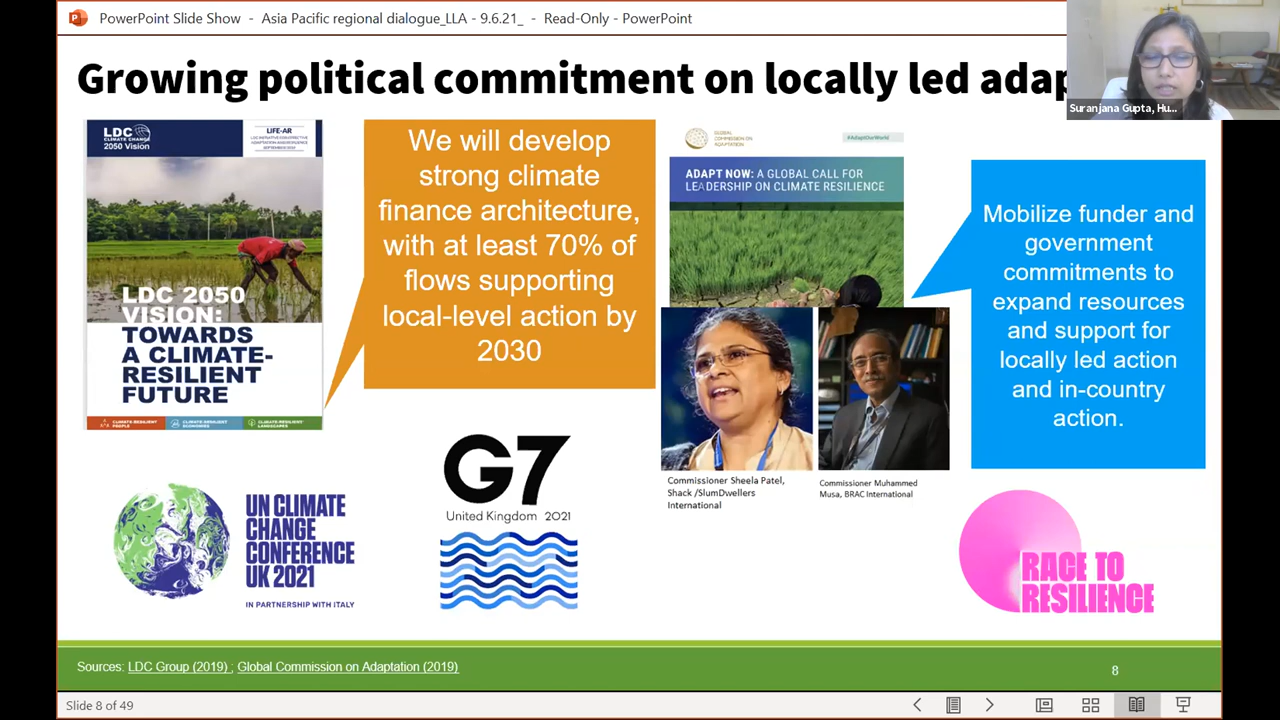 PowerPoint Slide Show - Asia Pacific regional dialogue_LLA - 9.6.21_ - Read-Only - PowerPoint
Suranjana Gupta, Hu...
Growing political commitment on locally led adap
LDC
CLIMATE CHANGE
2050 Vision
LIFE-AR
LDC INITIATIVE FOR EFFECTIVE
ADAPTATION AND RESILIENCE
SEPTEMBER 2019
LDC 2050
VISION:
TOWARDS
A CLIMATE-
RESILIENT
FUTURE
CLIMATE-RESILIENT
PEOPLE
CLIMATE-RESILIENT
ECONOMIES
CLIMATE-RESILIENT
LANDSCAPES
We will develop
strong climate
finance architecture,
with at least 70% of
flows supporting
local-level action by
2030
GLOBAL
COMMISSION ON
ADAPTATION
#AdaptOurWorld
ADAPT NOW: A GLOBAL CALL FOR
LEADERSHIP ON CLIMATE RESILIENCE
Mobilize funder and
government
commitments to
expand resources
and support for
locally led action
and in-country
action.
Commissioner Sheela Patel,
Shack /SlumDwellers
International
Commissioner Muhammed
Musa, BRAC International
UN CLIMATE
CHANGE
CONFERENCE
UK 2021
IN PARTNERSHIP WITH ITALY
G7
United Kingdom 2021
RACE TO
RESILIENCE
Sources: LDC Group (2019) ; Global Commission on Adaptation (2019)
8
Slide 8 of 49